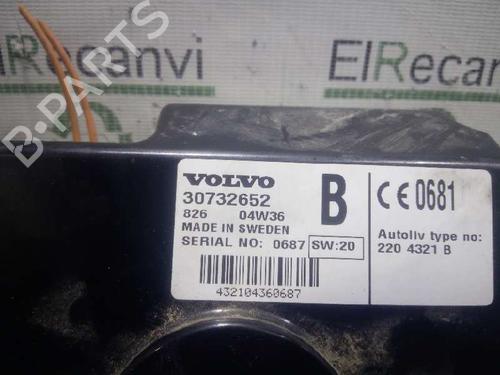 ElRecanvi
ElRecanvi
B-PARTS
VOLVO
30732652
826 04W36
MADE IN SWEDEN
SERIAL NO: 0687 SW:20
B
432104360687
CE 0681
Autoliv type no:
220 4321 B